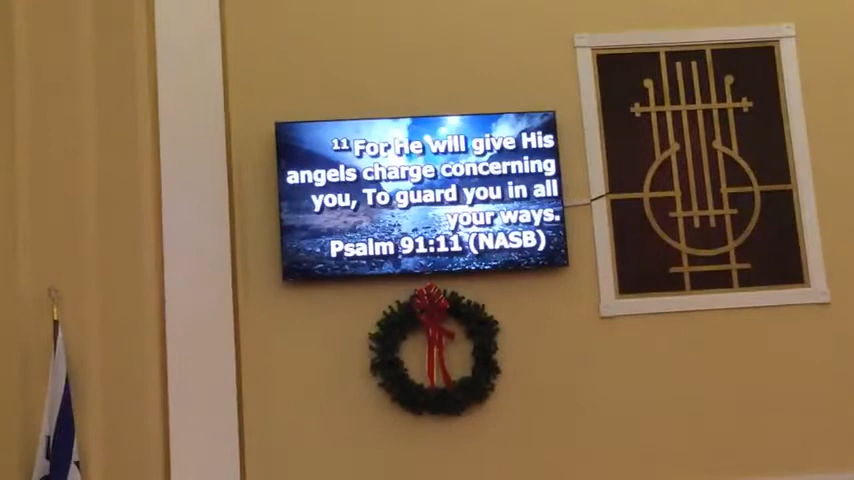 ¹¹ For He will give His
angels charge concerning
you, To guard you in all
your ways.
Psalm 91:11 (NASB)